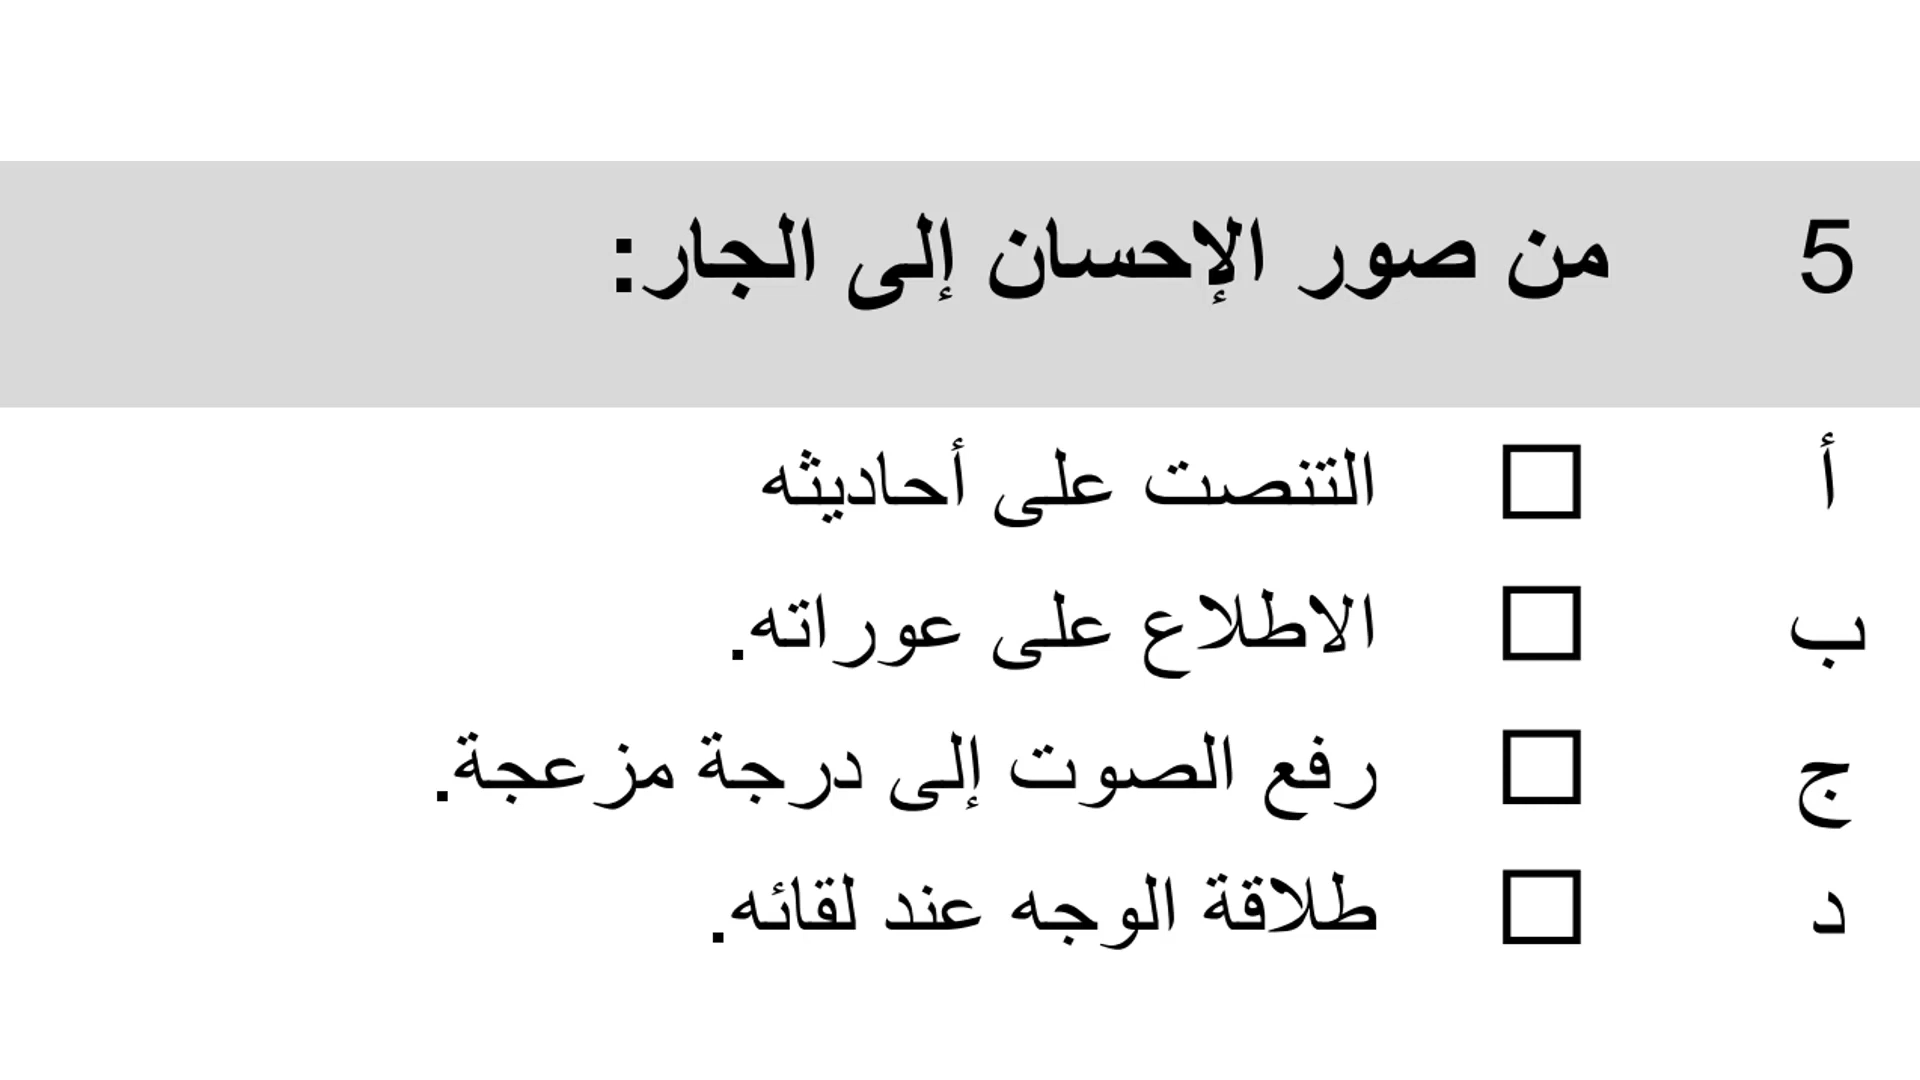 5 من صور الإحسان إلى الجار:
أ ☐ التنصت على أحاديثه
ب ☐ الاطلاع على عوراته.
ج ☐ رفع الصوت إلى درجة مزعجة.
د ☐ طلاقة الوجه عند لقائه.